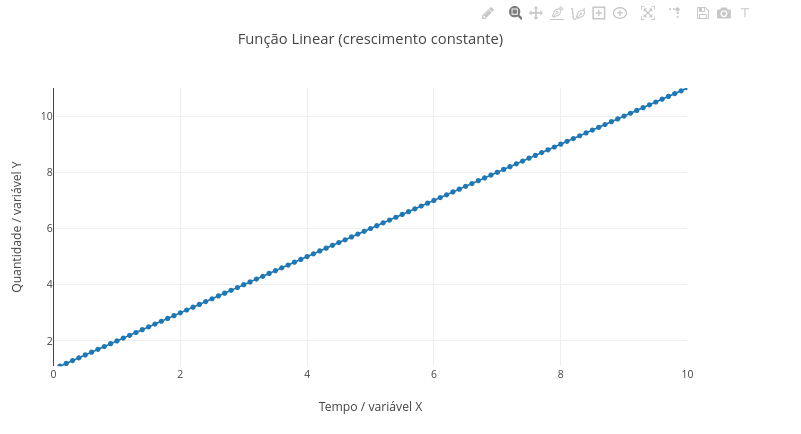 T
Função Linear (crescimento constante)
Quantidade / variável Y
10
8
6
4
2
0 2 4 6 8 10
Tempo / variável X